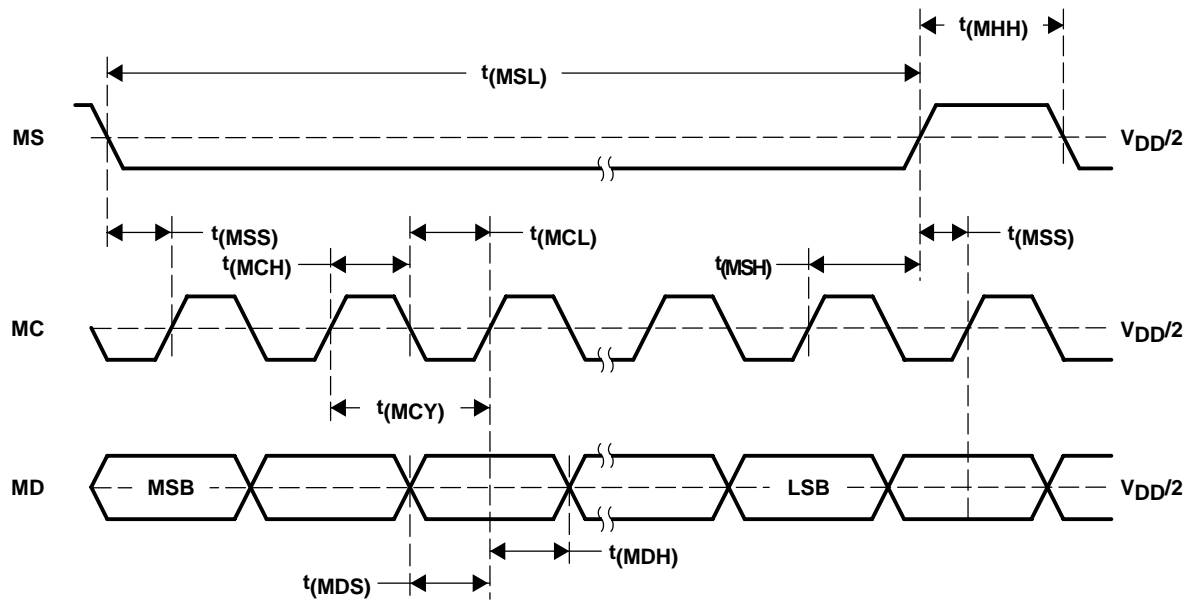 t(MHH)
t(MSL)
MS
VDD/2
t(MSS)
t(MCL)
t(MSS)
t(MCH)
t(MSH)
MC
VDD/2
t(MCY)
MD
MSB
LSB
VDD/2
t(MDH)
t(MDS)